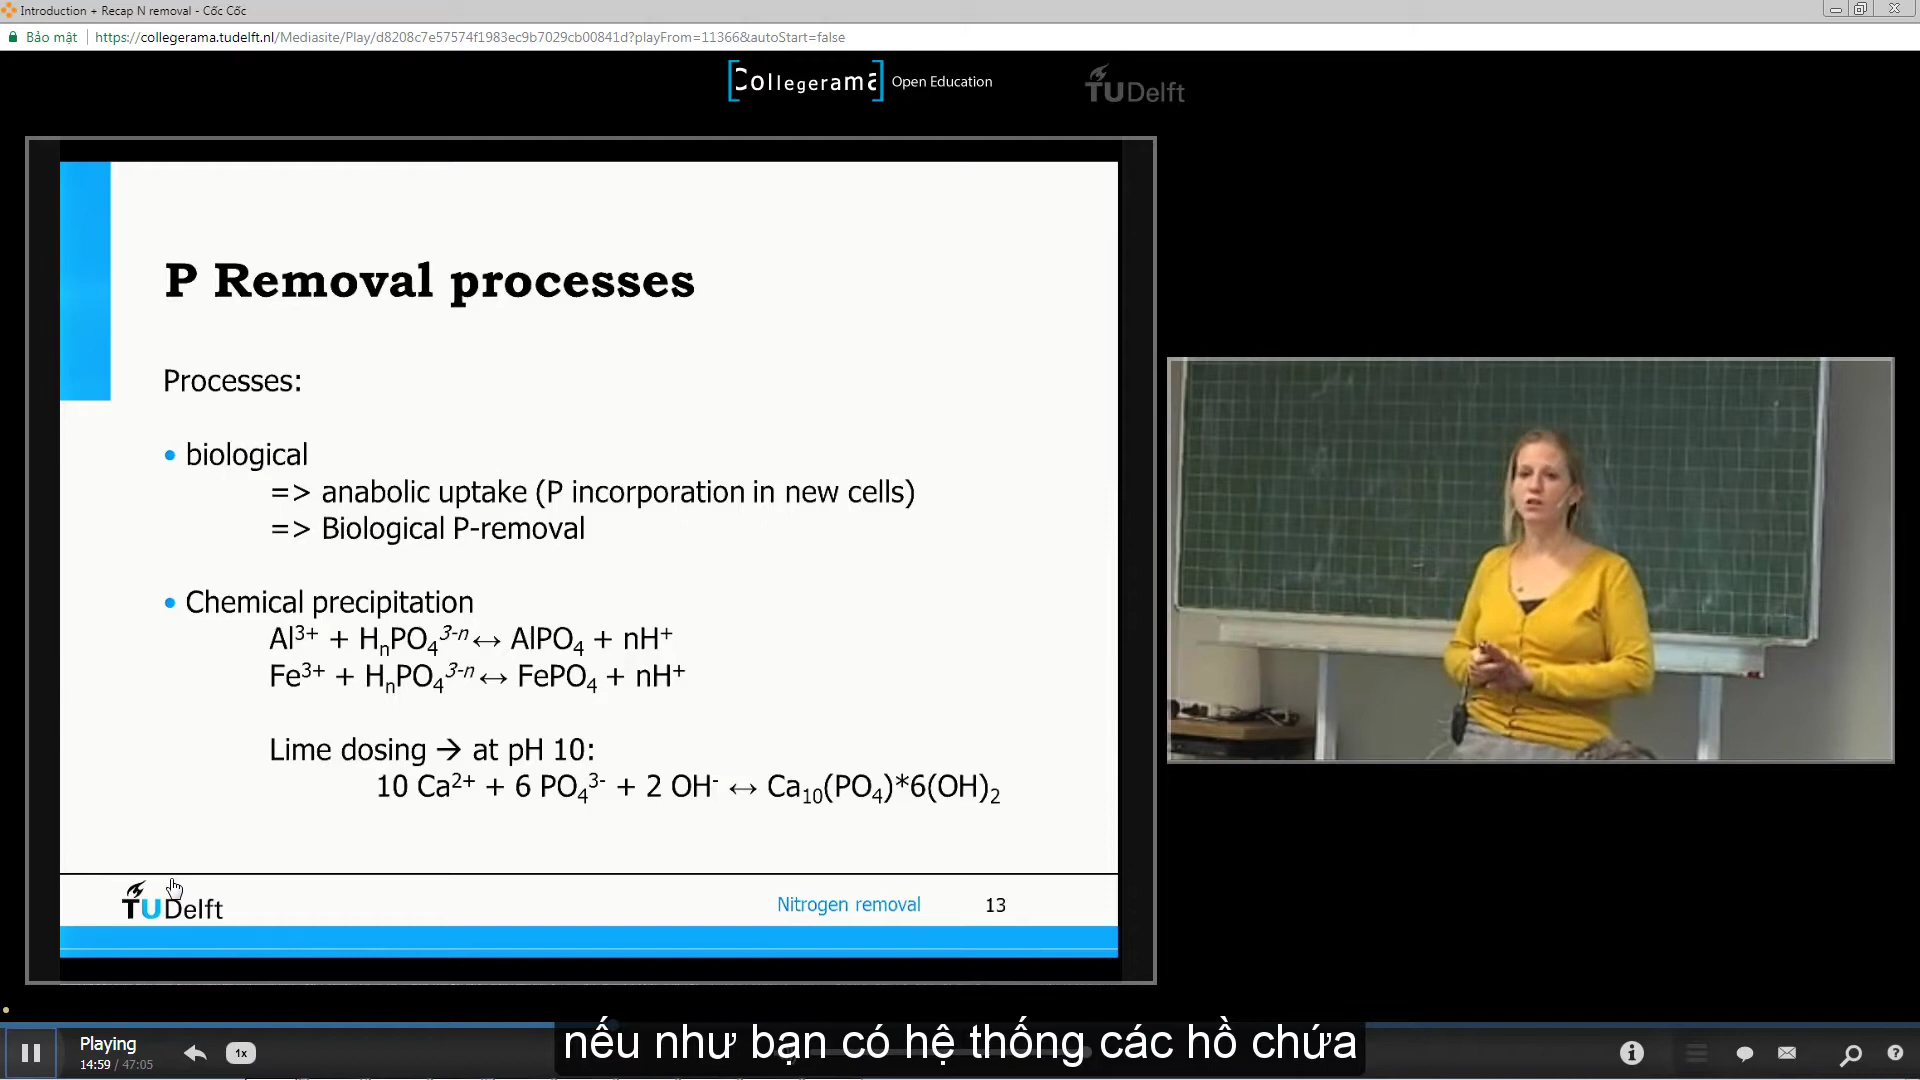 Introduction + Recap N removal - Cốc Cốc
Bảo mật | https://collegerama.tudelft.nl/Mediasite/Play/d8208c7e57574f1983ec9b7029cb00841d?playFrom=11366&autoStart=false
[Collegerama] Open Education
TUDelft
P Removal processes
Processes:
• biological
=> anabolic uptake (P incorporation in new cells)
=> Biological P-removal
• Chemical precipitation
Al³⁺ + HₙPO₄³⁻ⁿ ↔ AlPO₄ + nH⁺
Fe³⁺ + HₙPO₄³⁻ⁿ ↔ FePO₄ + nH⁺
Lime dosing → at pH 10:
10 Ca²⁺ + 6 PO₄³⁻ + 2 OH⁻ ↔ Ca₁₀(PO₄)*6(OH)₂
TUDelft
Nitrogen removal 13
nếu như bạn có hệ thống các hồ chứa
Playing
14:59 / 47:05
1x